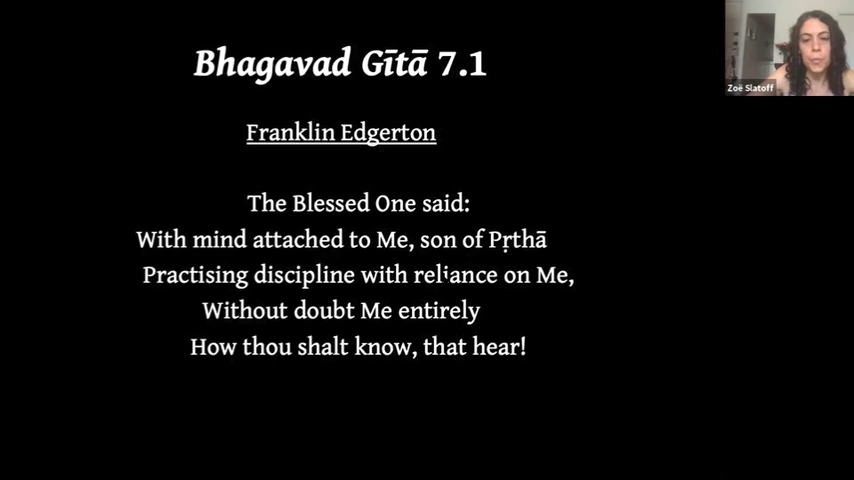 Bhagavad Gītā 7.1
Zoë Slatoff
Franklin Edgerton
The Blessed One said:
With mind attached to Me, son of Pṛthā
Practising discipline with reliance on Me,
Without doubt Me entirely
How thou shalt know, that hear!